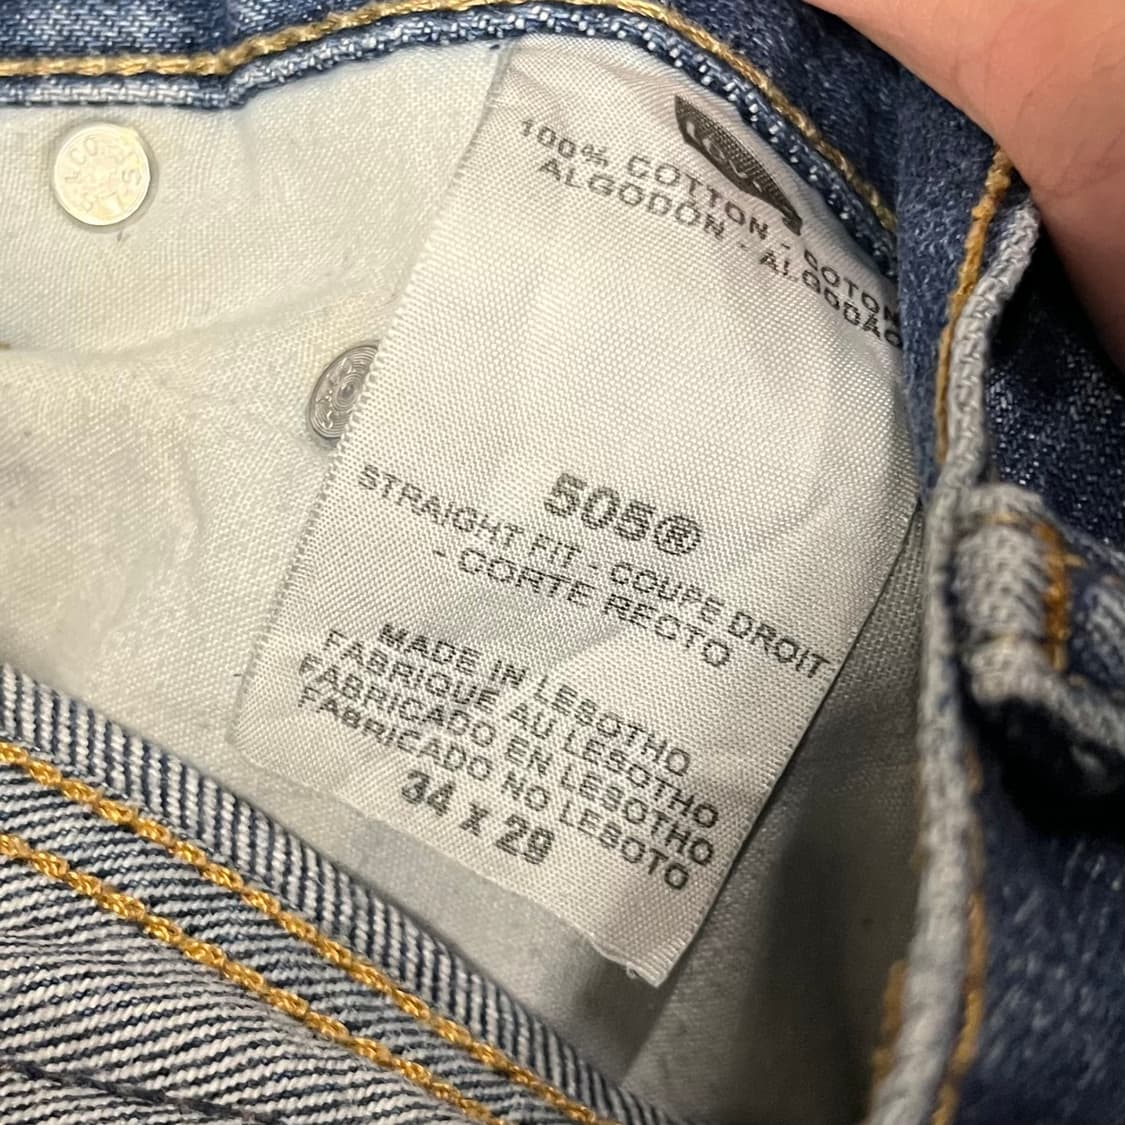 LEVI'S
100% COTTON - COTON
ALGODÓN - ALGODÃO
505®
STRAIGHT FIT - COUPE DROIT
- CORTE RECTO
MADE IN LESOTHO
FABRIQUE AU LESOTHO
FABRICADO EN LESOTHO
FABRICADO NO LESOTO
34 x 29